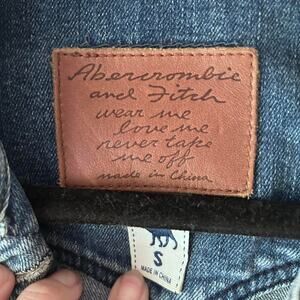 Abercrombie
and Fitch
wear me
love me
never take
me off
made in China
S
MADE IN CHINA